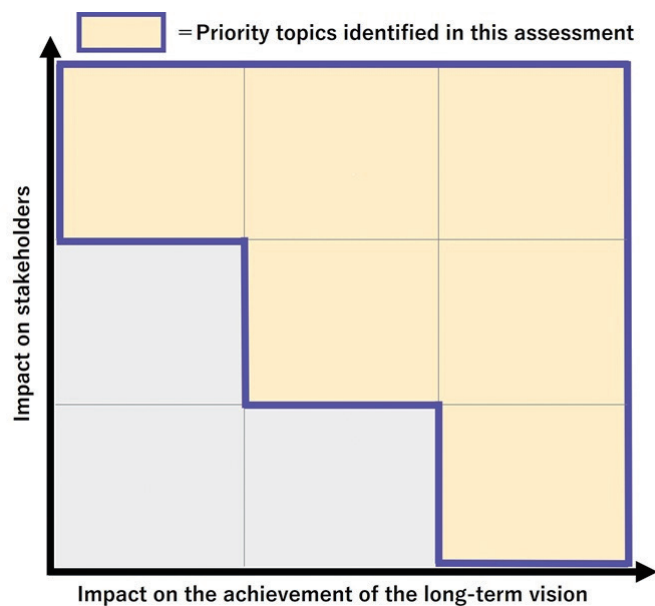 = Priority topics identified in this assessment
Impact on stakeholders
Impact on the achievement of the long-term vision